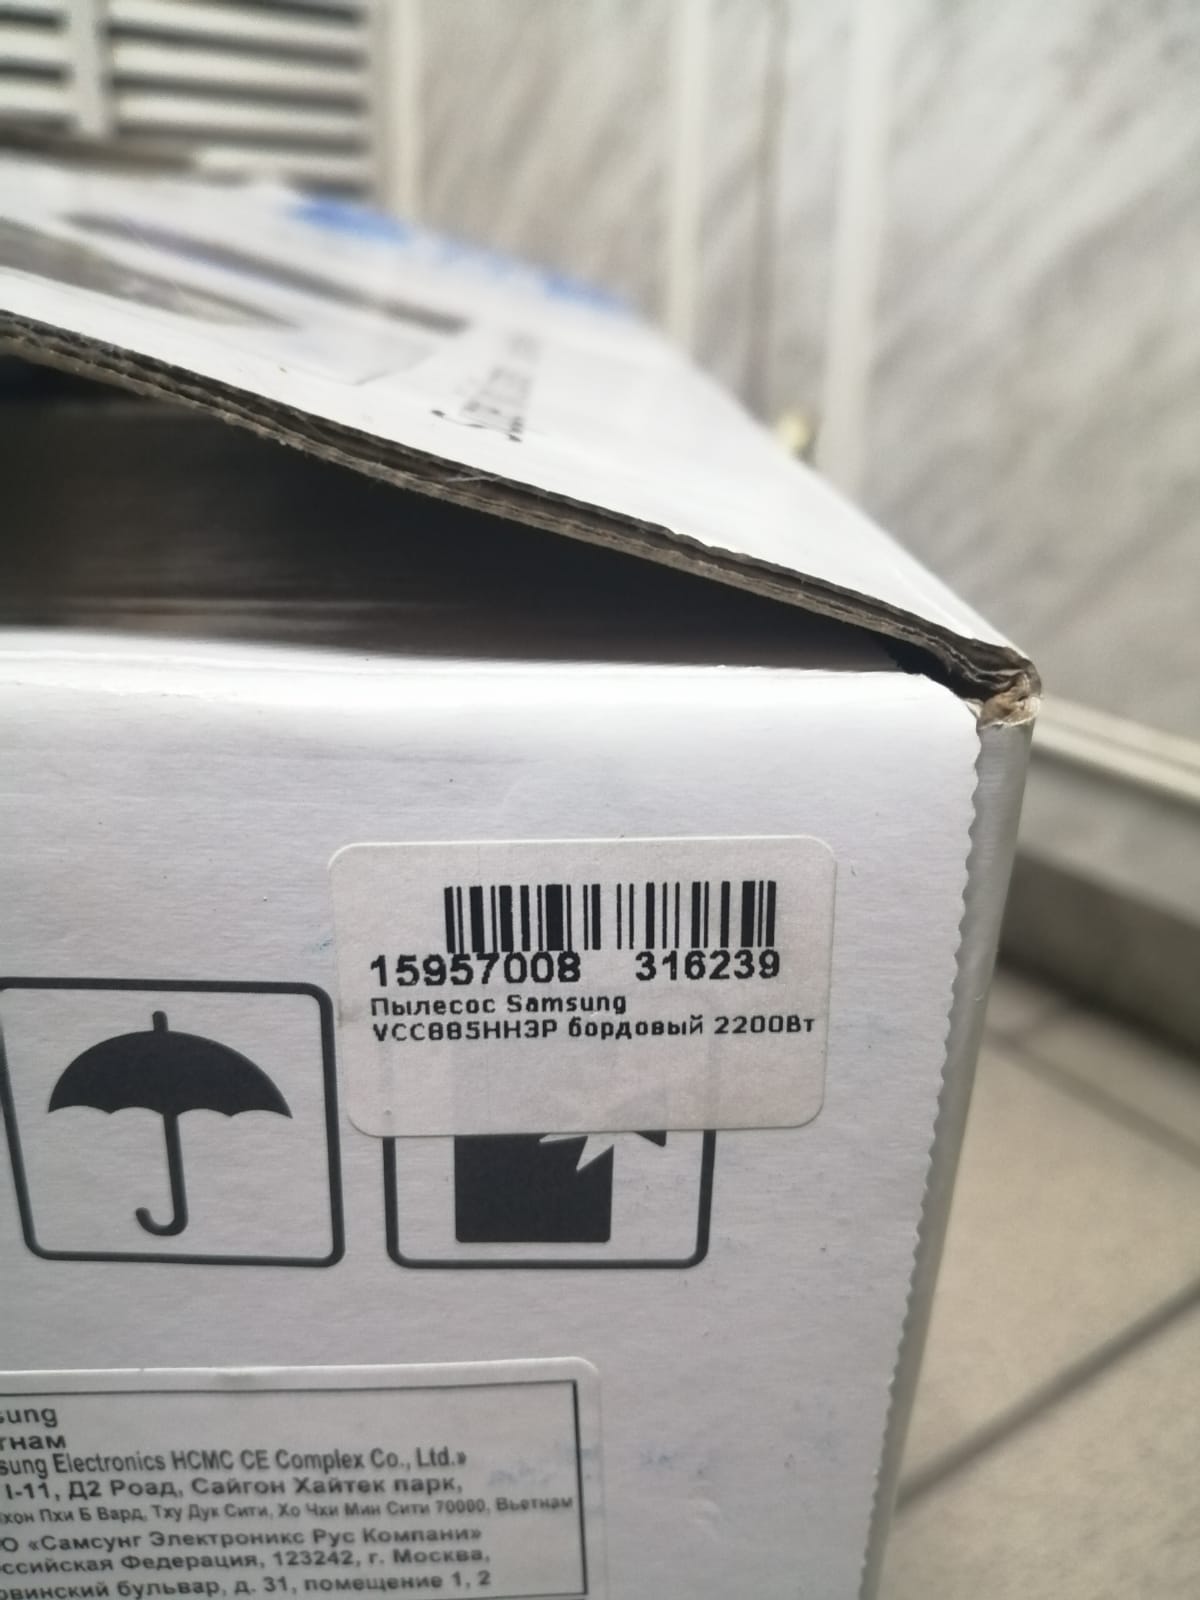 15957008 316239
Пылесос Samsung
VCC885HH3P бордовый 2200Вт
sung
тнам
sung Electronics HCMC CE Complex Co., Ltd.»
I-11, Д2 Роад, Сайгон Хайтек парк,
хон Пхи Б Вард, Тху Дук Сити, Хо Чхи Мин Сити 70000, Вьетнам
О «Самсунг Электроникс Рус Компани»
ссийская Федерация, 123242, г. Москва,
овинский бульвар, д. 31, помещение 1, 2